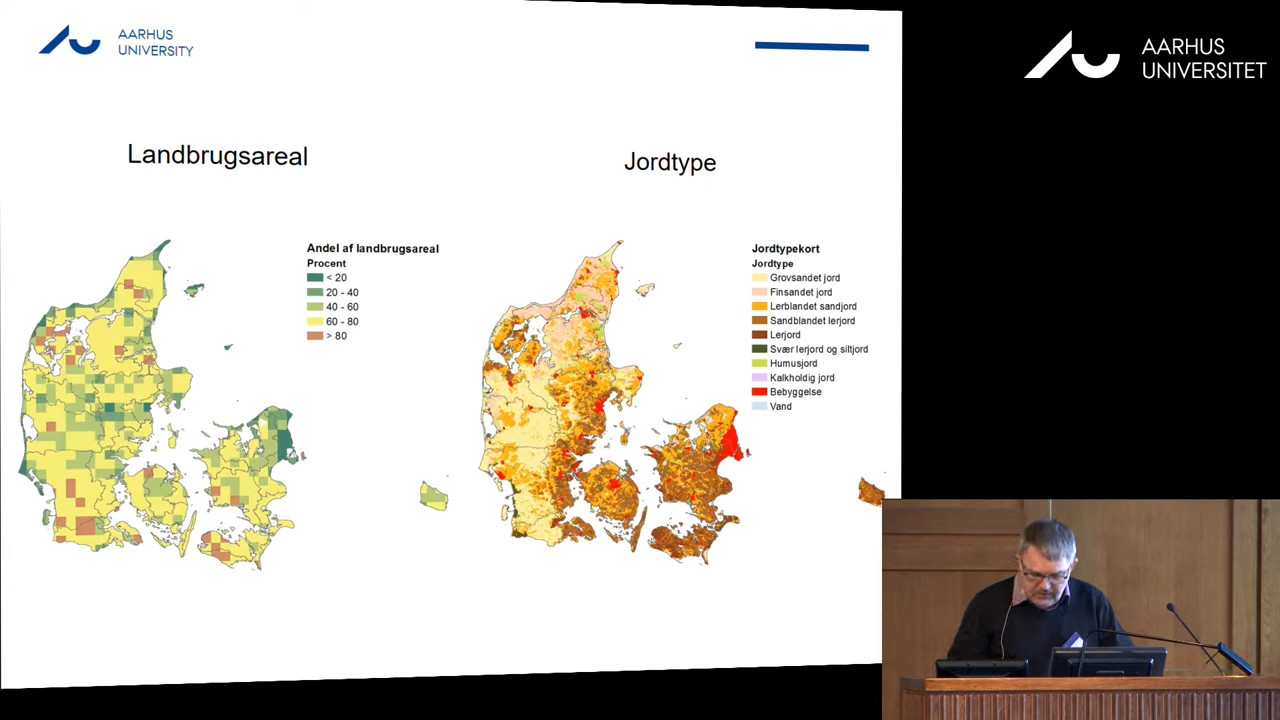 AARHUS
UNIVERSITY
AARHUS
UNIVERSITET
Landbrugsareal
Jordtype
Andel af landbrugsareal
Procent
< 20
20 - 40
40 - 60
60 - 80
> 80
Jordtypekort
Jordtype
Grovsandet jord
Finsandet jord
Lerblandet sandjord
Sandblandet lerjord
Lerjord
Svær lerjord og siltjord
Humusjord
Kalkholdig jord
Bebyggelse
Vand